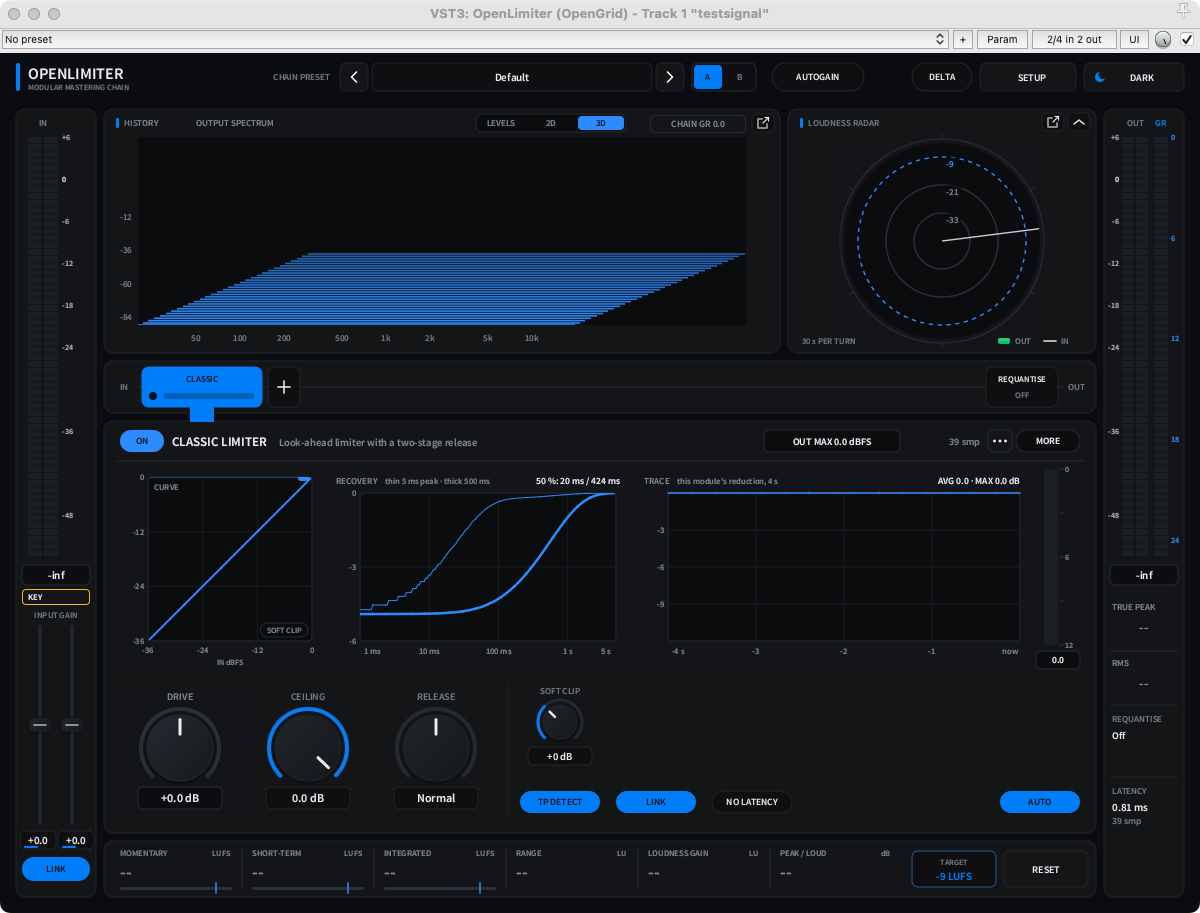 VST3: OpenLimiter (OpenGrid) - Track 1 "testsignal"
No preset + Param 2/4 in 2 out UI
OPENLIMITER
MODULAR MASTERING CHAIN
CHAIN PRESET Default A B AUTOGAIN DELTA SETUP DARK
IN
+6
0
-6
-12
-18
-24
-36
-48
-inf
KEY
INPUT GAIN
+0.0 +0.0
LINK
HISTORY OUTPUT SPECTRUM LEVELS 2D 3D CHAIN GR 0.0
-12
-36
-60
-84
50 100 200 500 1k 2k 5k 10k
LOUDNESS RADAR
-9
-21
-33
30 s PER TURN OUT IN
OUT GR
+6 0
0
-6 6
-12
-18 12
-24
-36 18
-48 24
-inf
TRUE PEAK
--
RMS
--
REQUANTISE
Off
LATENCY
0.81 ms
39 smp
IN CLASSIC + REQUANTISE OUT
OFF
ON CLASSIC LIMITER Look-ahead limiter with a two-stage release OUT MAX 0.0 dBFS 39 smp ••• MORE
CURVE
0
-12
-24
-36
SOFT CLIP
-36 -24 -12 0
IN dBFS
RECOVERY thin 5 ms peak · thick 500 ms 50 %: 20 ms / 424 ms
0
-3
-6
1 ms 10 ms 100 ms 1 s 5 s
TRACE this module's reduction, 4 s AVG 0.0 · MAX 0.0 dB
-3
-6
-9
-4 s -3 -2 -1 now
0
6
12
0.0
DRIVE CEILING RELEASE SOFT CLIP
+0.0 dB 0.0 dB Normal +0 dB
TP DETECT LINK NO LATENCY AUTO
MOMENTARY LUFS SHORT-TERM LUFS INTEGRATED LUFS RANGE LU LOUDNESS GAIN LU PEAK / LOUD dB
-- -- -- -- -- --
TARGET
-9 LUFS
RESET